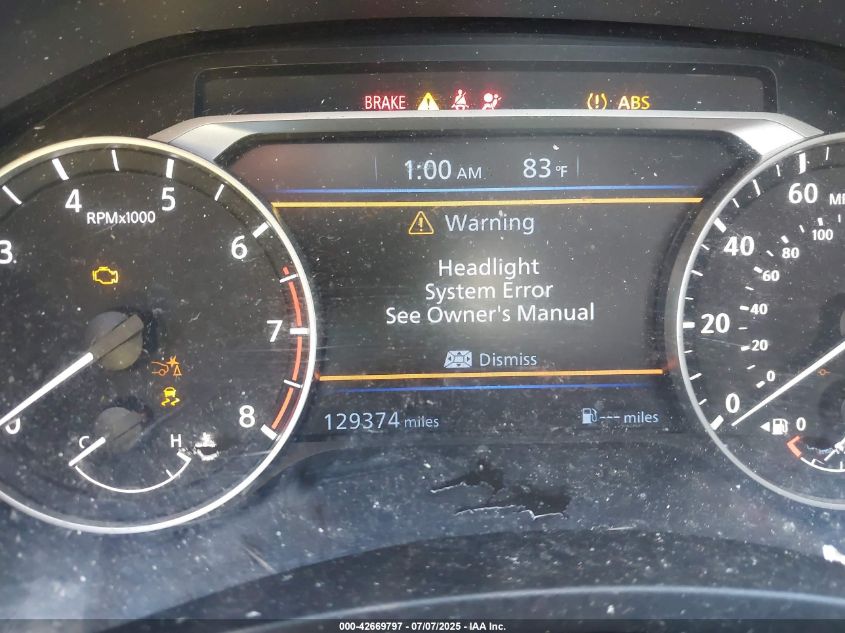 BRAKE ABS
1:00 AM 83 °F
Warning
Headlight
System Error
See Owner's Manual
Dismiss
129374 miles
--- miles
3
4
5
6
7
8
0
RPMx1000
C H
0
20
40
60
0
20
40
60
80
100
0
000-42669797 - 07/07/2025 - IAA Inc.